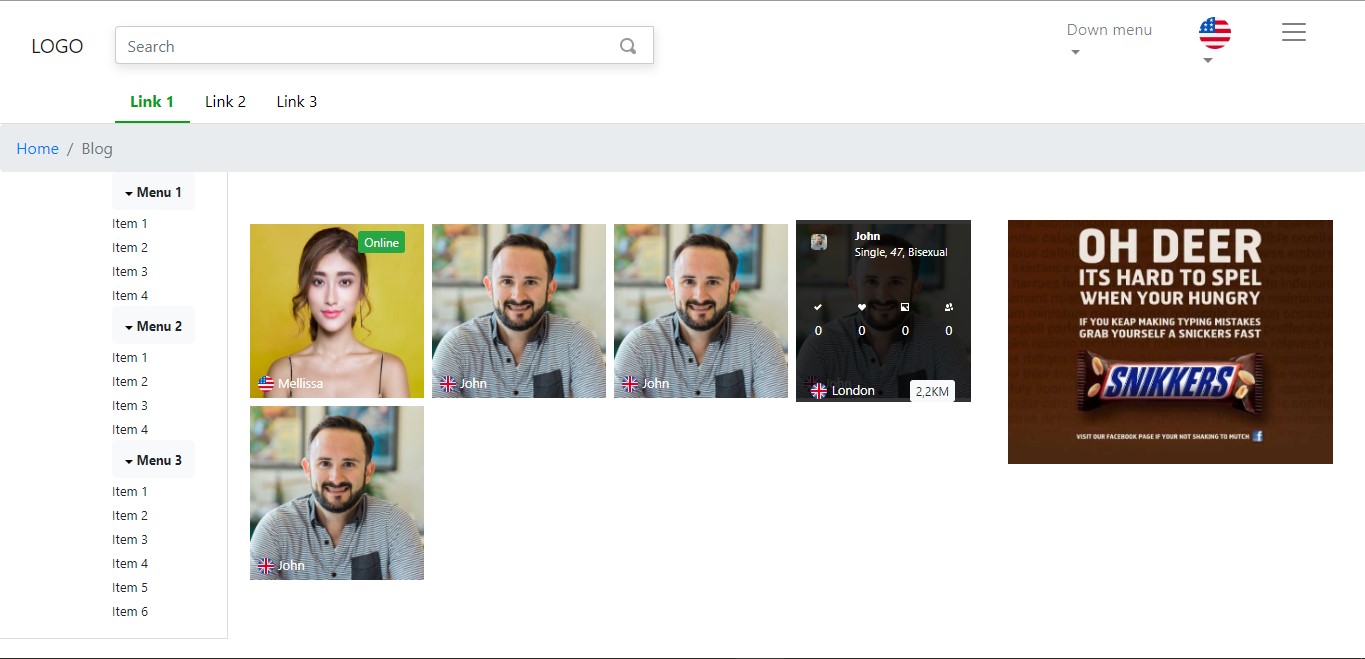 LOGO
Search
Down menu
Link 1 Link 2 Link 3
Home / Blog
Menu 1
Item 1
Item 2
Item 3
Item 4
Menu 2
Item 1
Item 2
Item 3
Item 4
Menu 3
Item 1
Item 2
Item 3
Item 4
Item 5
Item 6
Online
Mellissa
John
John
John
Single, 47, Bisexual
0 0 0 0
London 2,2KM
John
OH DEER
ITS HARD TO SPEL
WHEN YOUR HUNGRY
IF YOU KEAP MAKING TYPING MISTAKES
GRAB YOURSELF A SNICKERS FAST
SNIKKERS
VISIT OUR FACEBOOK PAGE IF YOUR NOT SHAKING TO MUTCH f